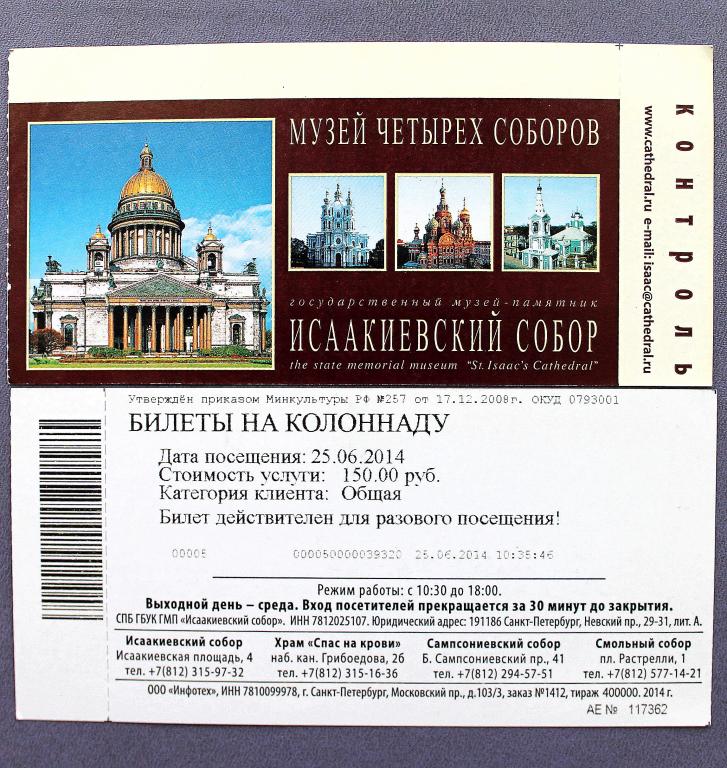 МУЗЕЙ ЧЕТЫРЕХ СОБОРОВ
государственный музей-памятник
ИСААКИЕВСКИЙ СОБОР
the state memorial museum "St. Isaac's Cathedral"
КОНТРОЛЬ
www.cathedral.ru e-mail: isaac@cathedral.ru
Утверждён приказом Минкультуры РФ №257 от 17.12.2008г. ОКУД 0793001
БИЛЕТЫ НА КОЛОННАДУ
Дата посещения: 25.06.2014
Стоимость услуги: 150.00 руб.
Категория клиента: Общая
Билет действителен для разового посещения!
00005 000050000039320 25.06.2014 10:35:46
Режим работы: с 10:30 до 18:00.
Выходной день – среда. Вход посетителей прекращается за 30 минут до закрытия.
СПБ ГБУК ГМП «Исаакиевский собор». ИНН 7812025107. Юридический адрес: 191186 Санкт-Петербург, Невский пр., 29-31, лит. А.
Исаакиевский собор Храм «Спас на крови» Сампсониевский собор Смольный собор
Исаакиевская площадь, 4 наб. кан. Грибоедова, 2б Б. Сампсониевский пр., 41 пл. Растрелли, 1
тел. +7(812) 315-97-32 тел. +7(812) 315-16-36 тел. +7(812) 294-57-51 тел. +7(812) 577-14-21
ООО «Инфотех», ИНН 7810099978, г. Санкт-Петербург, Московский пр., д.103/3, заказ №1412, тираж 400000. 2014 г.
АЕ № 117362